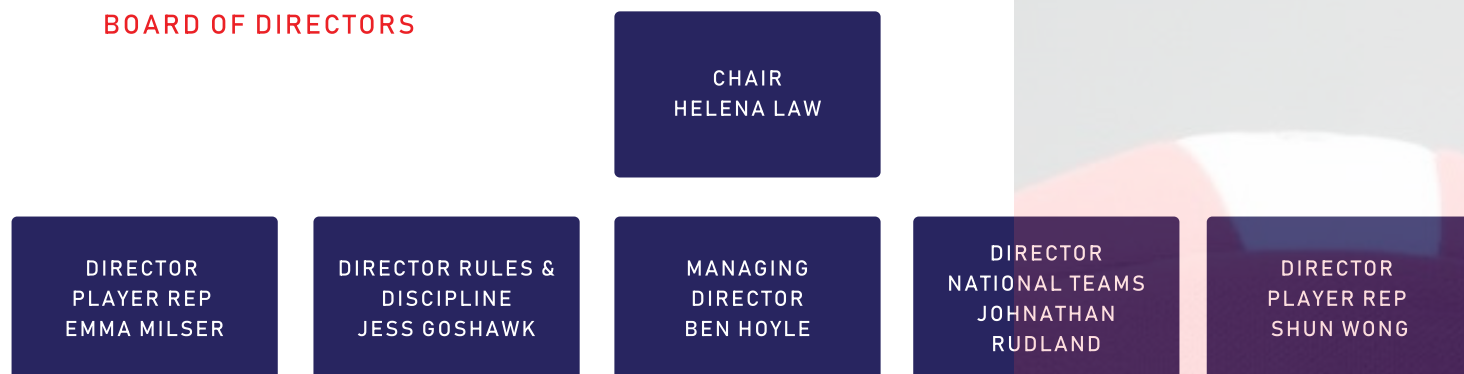 BOARD OF DIRECTORS
CHAIR
HELENA LAW
DIRECTOR
PLAYER REP
EMMA MILSER
DIRECTOR RULES &
DISCIPLINE
JESS GOSHAWK
MANAGING
DIRECTOR
BEN HOYLE
DIRECTOR
NATIONAL TEAMS
JOHNATHAN
RUDLAND
DIRECTOR
PLAYER REP
SHUN WONG